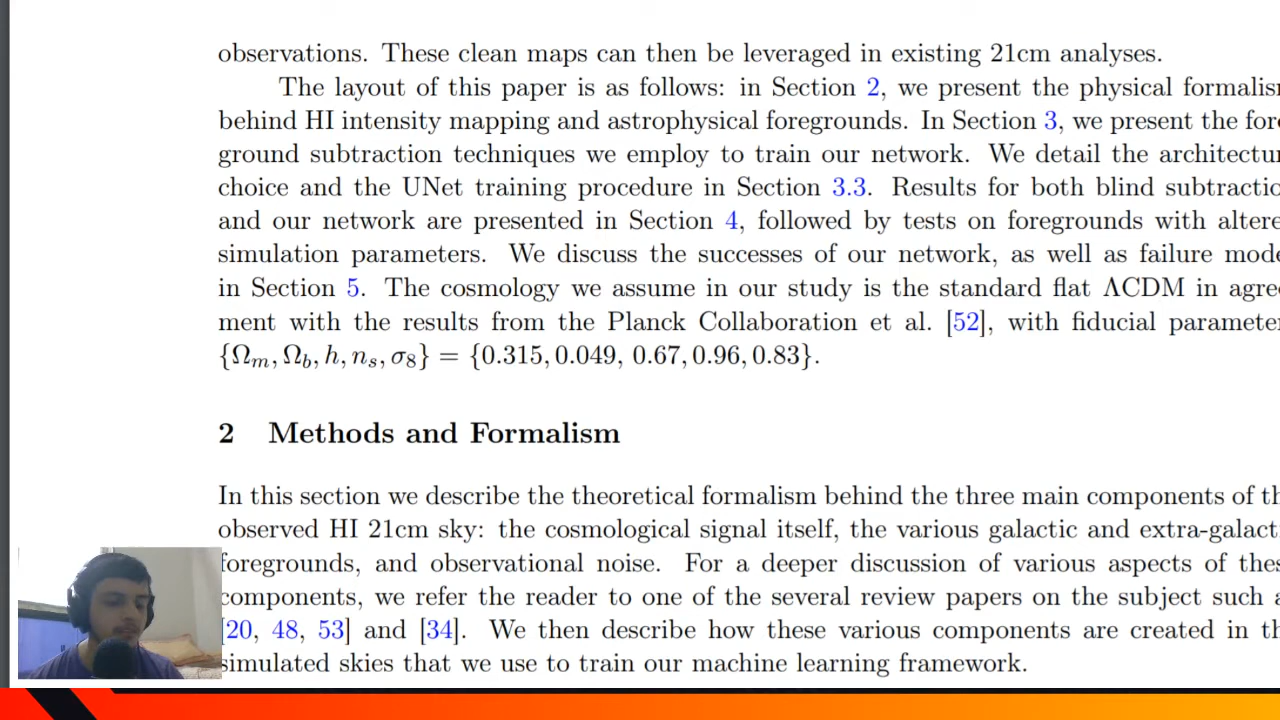 observations. These clean maps can then be leveraged in existing 21cm analyses.
The layout of this paper is as follows: in Section 2, we present the physical formalis
behind HI intensity mapping and astrophysical foregrounds. In Section 3, we present the for
ground subtraction techniques we employ to train our network. We detail the architectu
choice and the UNet training procedure in Section 3.3. Results for both blind subtractio
and our network are presented in Section 4, followed by tests on foregrounds with altere
simulation parameters. We discuss the successes of our network, as well as failure mode
in Section 5. The cosmology we assume in our study is the standard flat ΛCDM in agre
ment with the results from the Planck Collaboration et al. [52], with fiducial paramete
{Ωm, Ωb, h, ns, σ8} = {0.315, 0.049, 0.67, 0.96, 0.83}.
2 Methods and Formalism
In this section we describe the theoretical formalism behind the three main components of th
observed HI 21cm sky: the cosmological signal itself, the various galactic and extra-galact
foregrounds, and observational noise. For a deeper discussion of various aspects of thes
components, we refer the reader to one of the several review papers on the subject such a
[20, 48, 53] and [34]. We then describe how these various components are created in th
simulated skies that we use to train our machine learning framework.